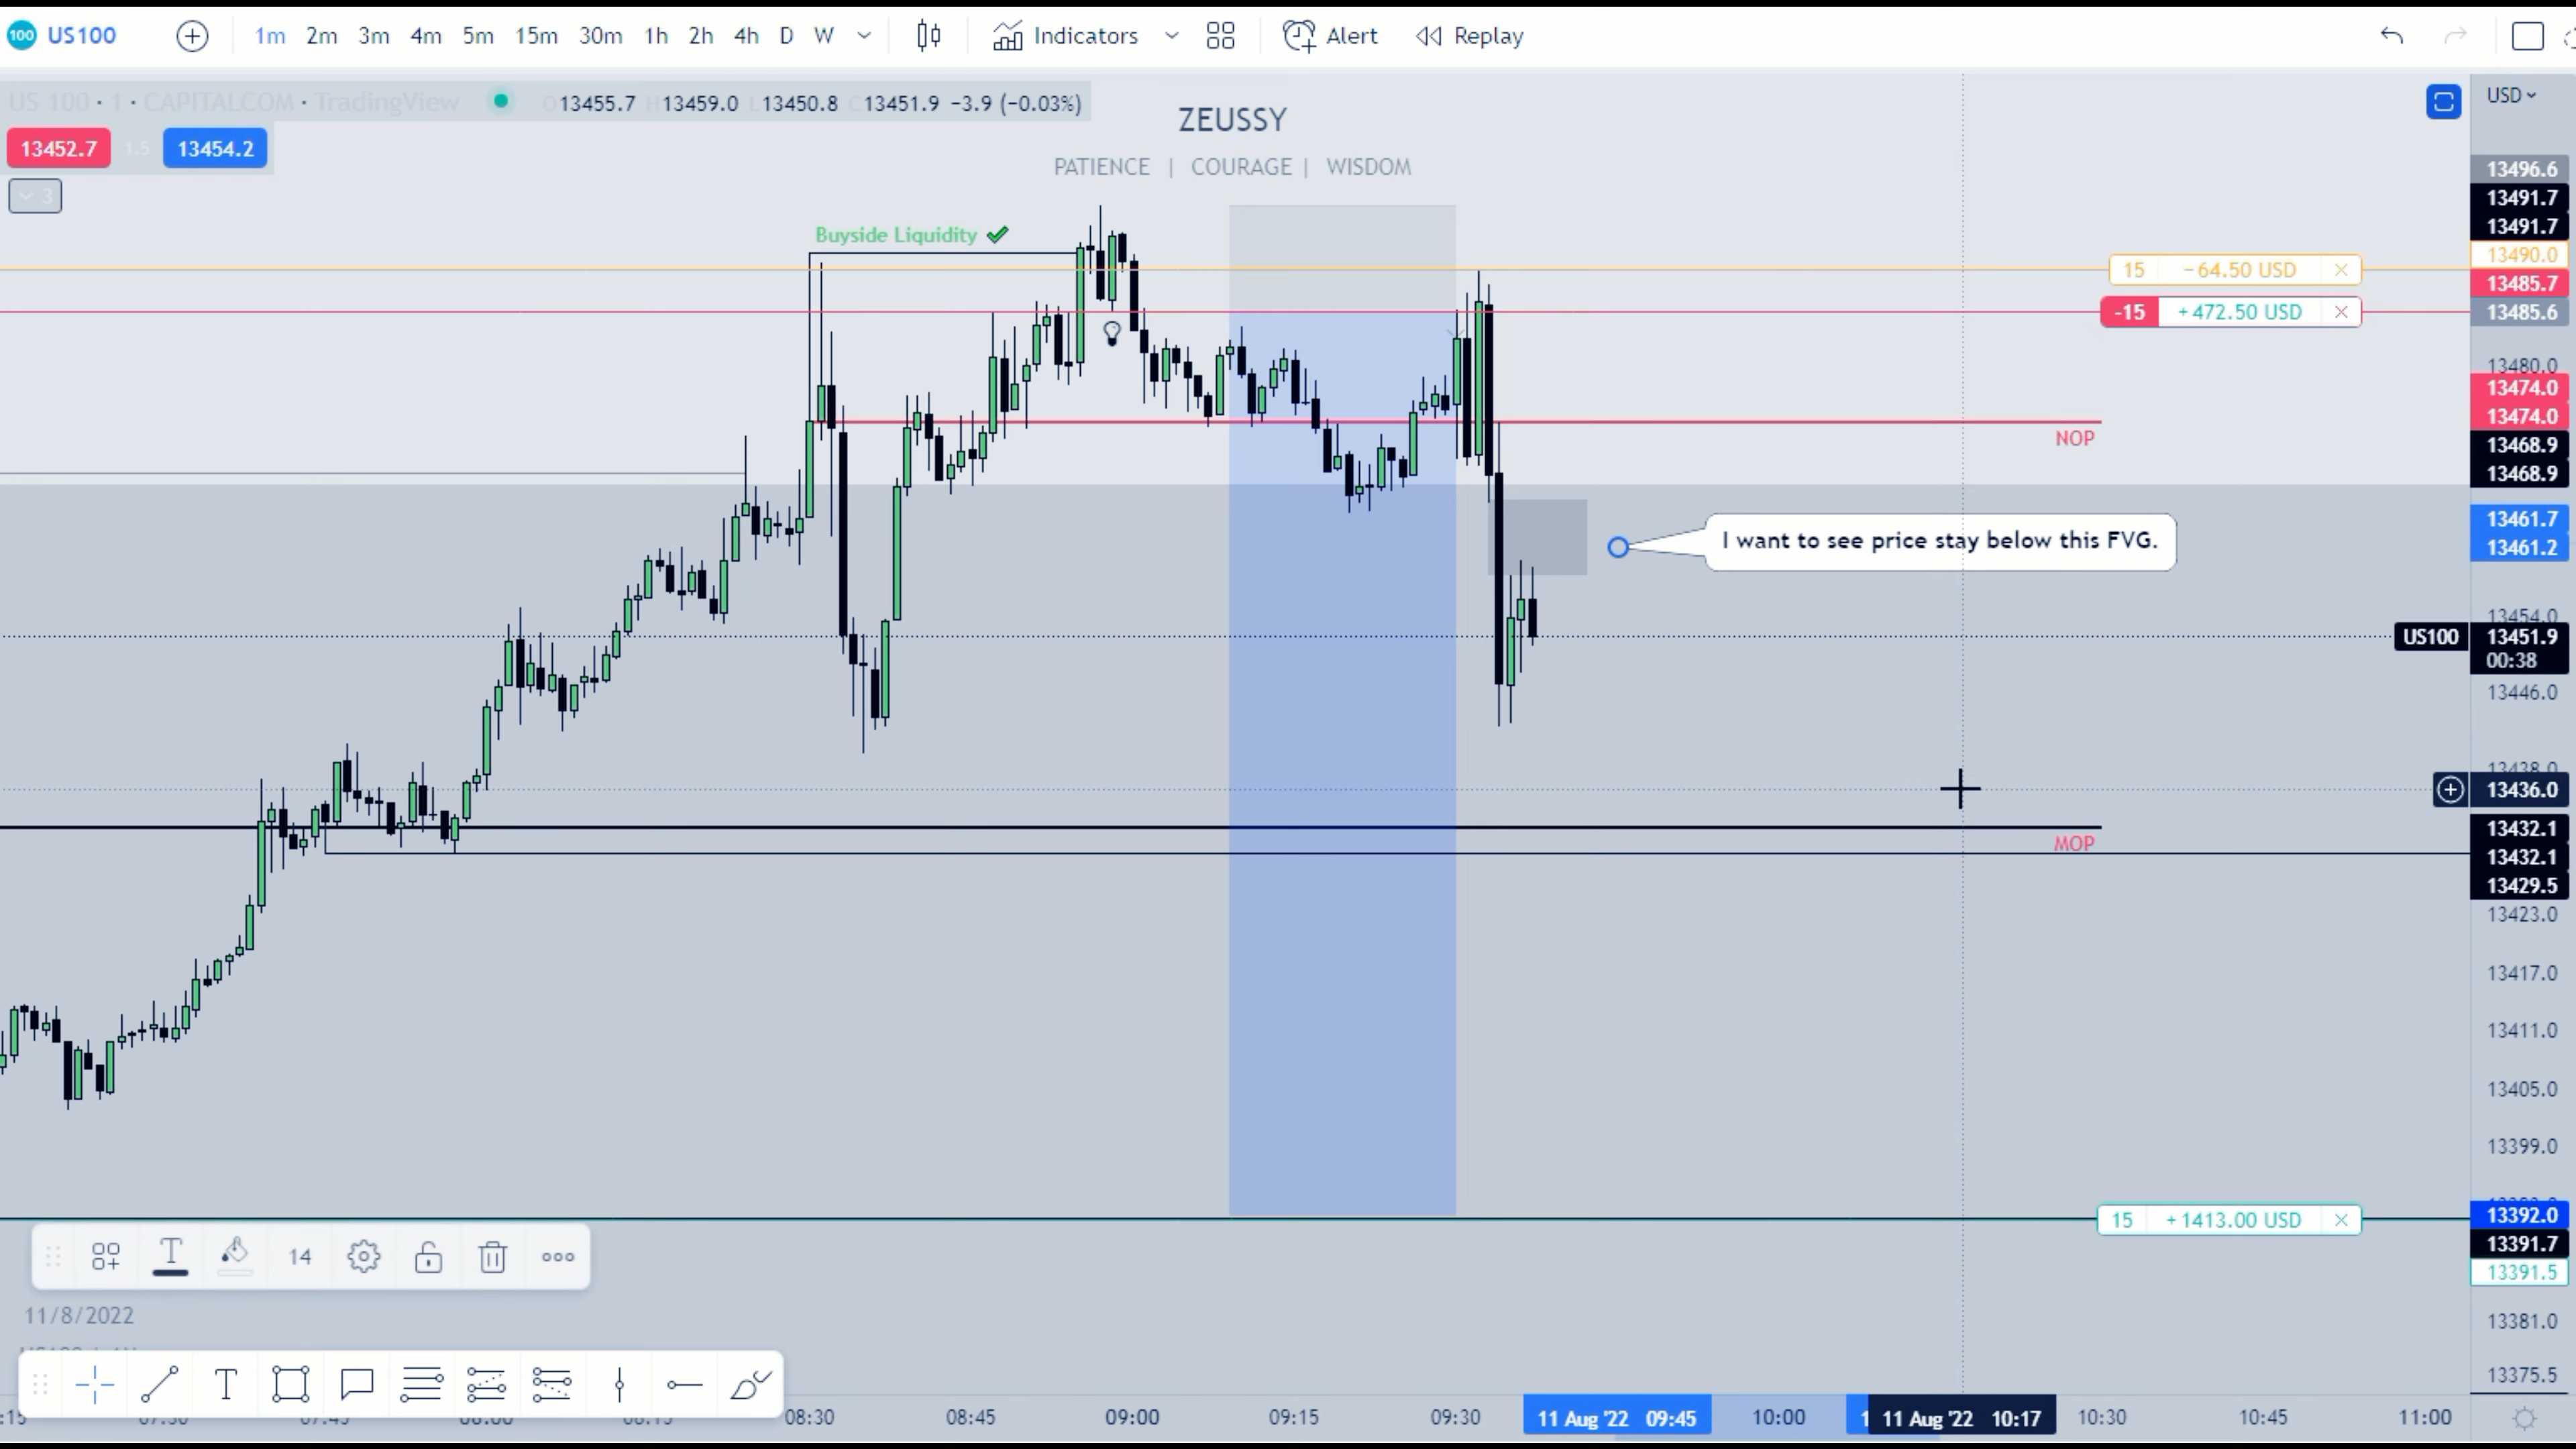 100 US100 1m 2m 3m 4m 5m 15m 30m 1h 2h 4h D W Indicators Alert Replay
US 100 · 1 · CAPITALCOM · TradingView O13455.7 H13459.0 L13450.8 C13451.9 −3.9 (−0.03%)
USD
13452.7 1.5 13454.2
3
ZEUSSY
PATIENCE | COURAGE | WISDOM
Buyside Liquidity
13496.6
13491.7
13491.7
13490.0
15 −64.50 USD
13485.7
-15 +472.50 USD
13485.6
13480.0
13474.0
13474.0
NOP
13468.9
13468.9
13461.7
13461.2
I want to see price stay below this FVG.
13454.0
US100 13451.9
00:38
13446.0
13438.0
13436.0
13432.1
MOP
13432.1
13429.5
13423.0
13417.0
13411.0
13405.0
13399.0
13392.0
15 +1413.00 USD
13391.7
13391.5
14
11/8/2022
13381.0
13375.5
:15 07:30 07:45 08:00 08:15 08:30 08:45 09:00 09:15 09:30 11 Aug '22 09:45 10:00 1 11 Aug '22 10:17 10:30 10:45 11:00